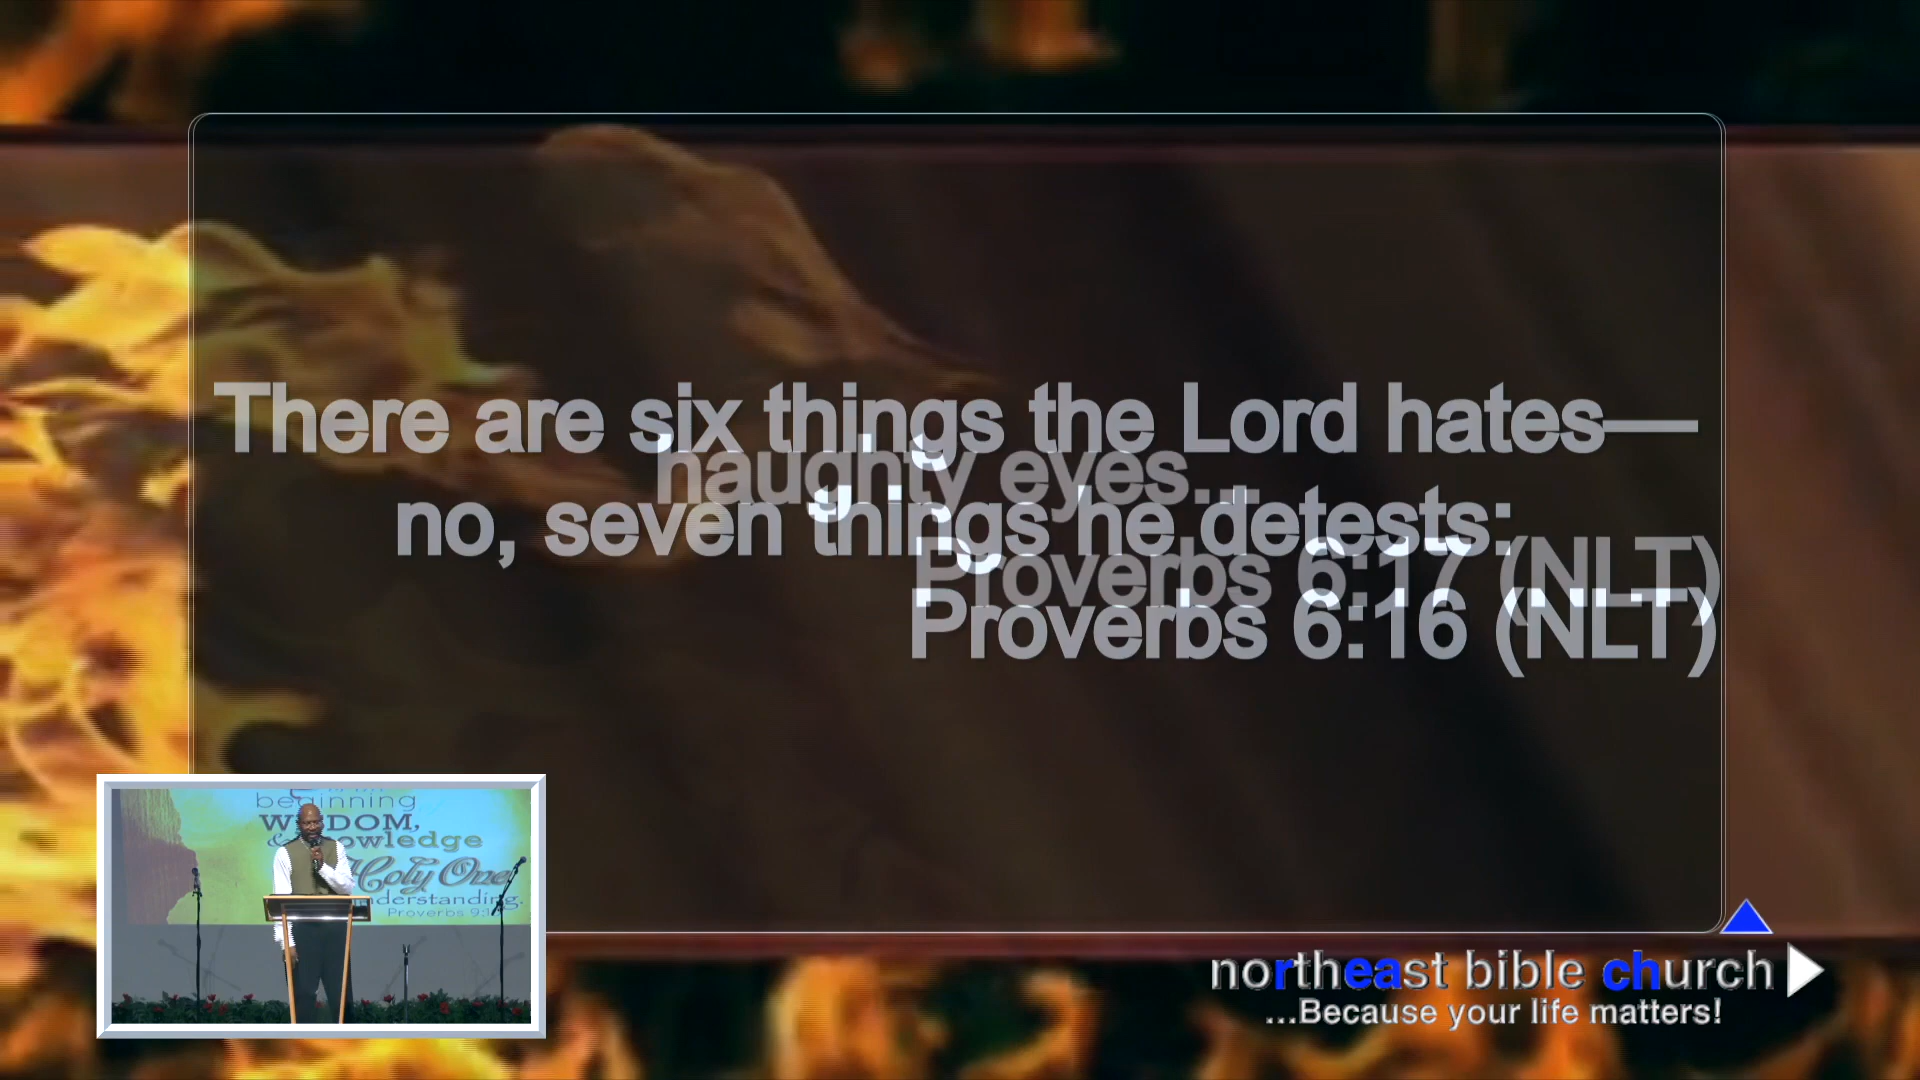 There are six things the Lord hates—
haughty eyes...
no, seven things he detests:
Proverbs 6:17 (NLT)
Proverbs 6:16 (NLT)
beginning
WISDOM,
& knowledge
Holy One
understanding.
Proverbs 9:1
northeast bible church
...Because your life matters!